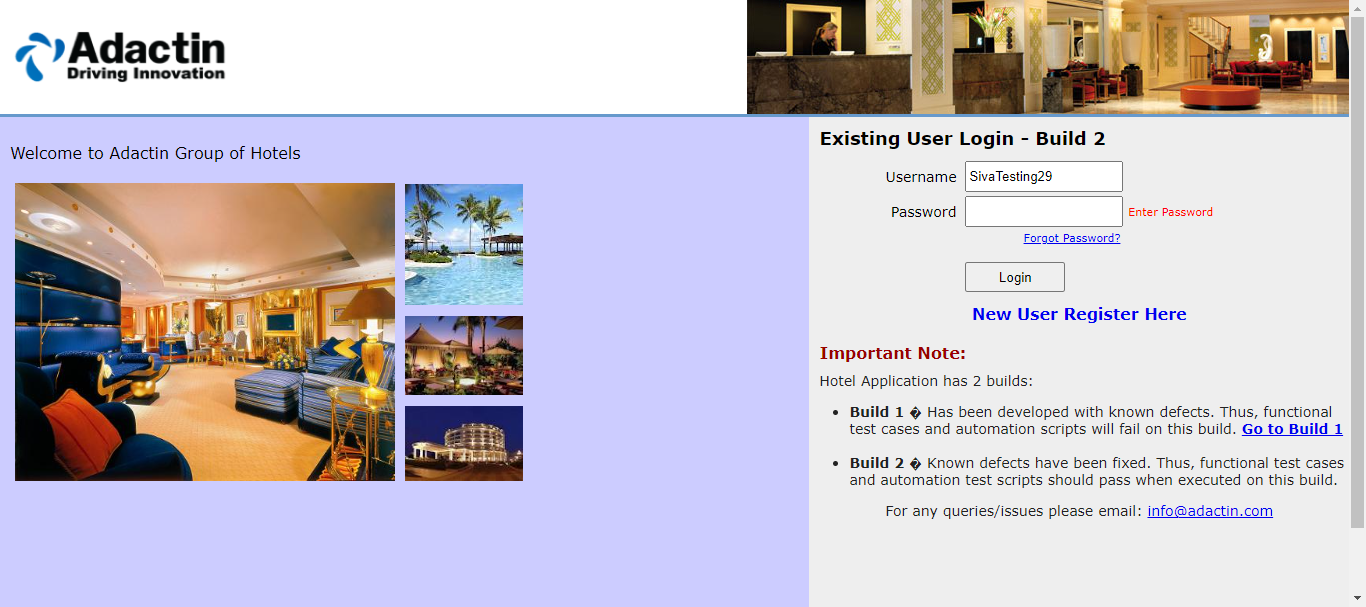 Adactin
Driving Innovation
Welcome to Adactin Group of Hotels
Existing User Login - Build 2
Username SivaTesting29
Password Enter Password
Forgot Password?
Login
New User Register Here
Important Note:
Hotel Application has 2 builds:
• Build 1 � Has been developed with known defects. Thus, functional
test cases and automation scripts will fail on this build. Go to Build 1
• Build 2 � Known defects have been fixed. Thus, functional test cases
and automation test scripts should pass when executed on this build.
For any queries/issues please email: info@adactin.com